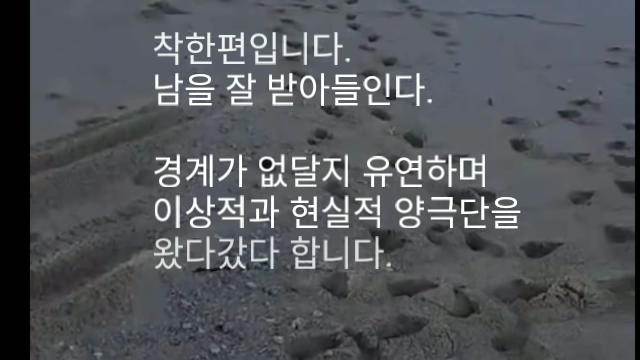 착한편입니다.
남을 잘 받아들인다.
경계가 없달지 유연하며
이상적과 현실적 양극단을
왔다갔다 합니다.